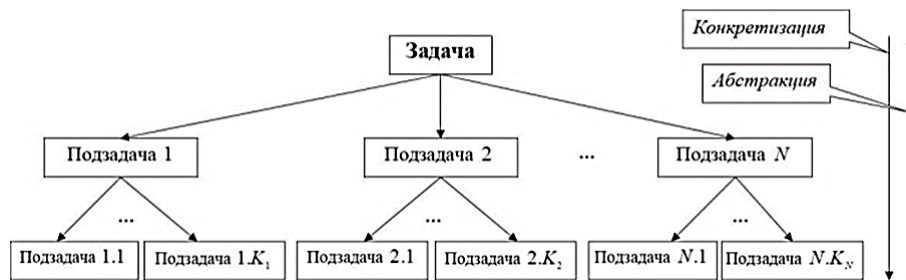 Конкретизация
Задача
Абстракция
Подзадача 1
Подзадача 2
...
Подзадача N
...
...
...
Подзадача 1.1
Подзадача 1.K₁
Подзадача 2.1
Подзадача 2.K₂
Подзадача N.1
Подзадача N.K_N